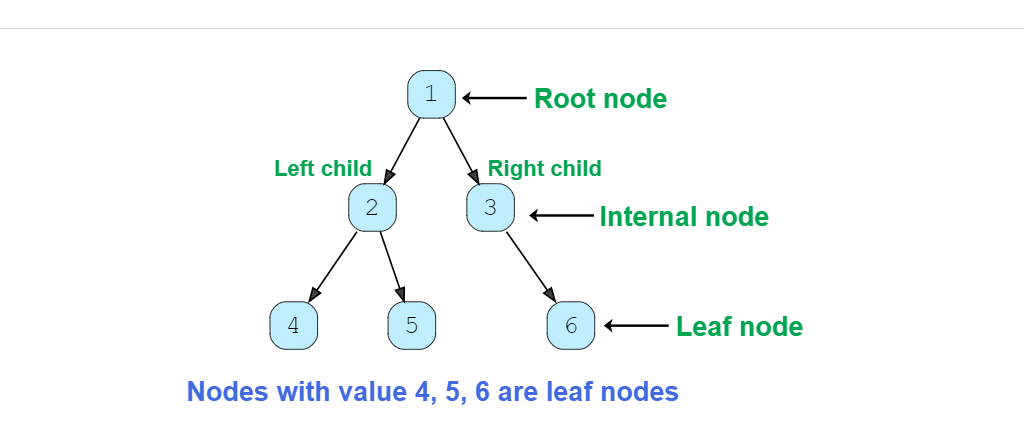 1
Root node
Left child
Right child
2
3
Internal node
4
5
6
Leaf node
Nodes with value 4, 5, 6 are leaf nodes